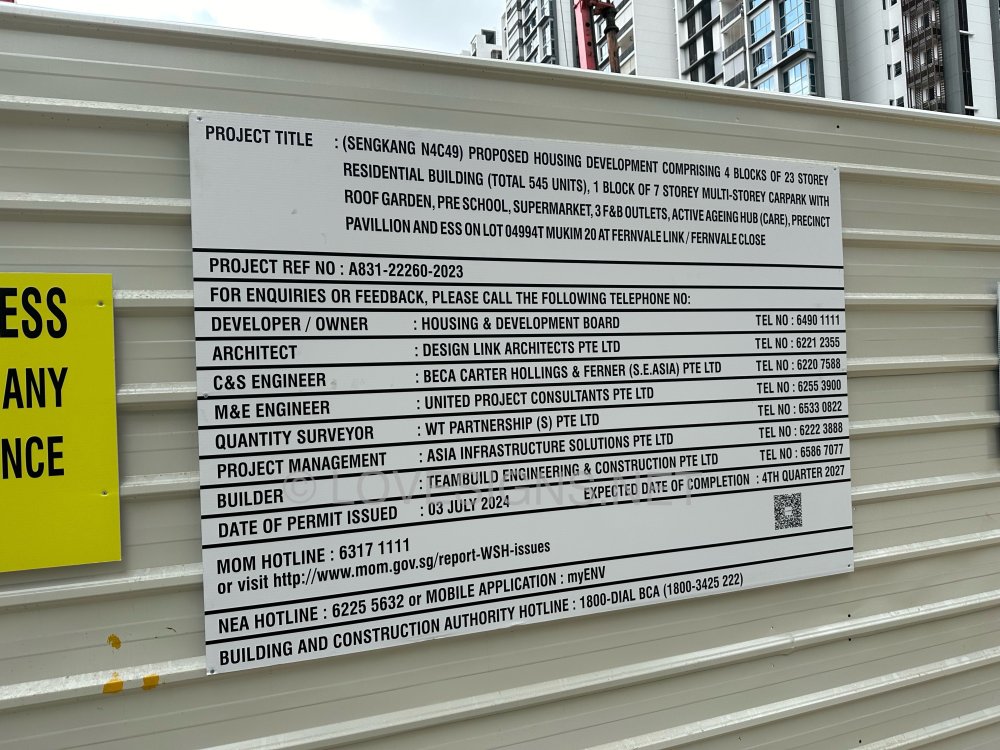 PROJECT TITLE : (SENGKANG N4C49) PROPOSED HOUSING DEVELOPMENT COMPRISING 4 BLOCKS OF 23 STOREY
RESIDENTIAL BUILDING (TOTAL 545 UNITS), 1 BLOCK OF 7 STOREY MULTI-STOREY CARPARK WITH
ROOF GARDEN, PRE SCHOOL, SUPERMARKET, 3 F&B OUTLETS, ACTIVE AGEING HUB (CARE), PRECINCT
PAVILLION AND ESS ON LOT 04994T MUKIM 20 AT FERNVALE LINK / FERNVALE CLOSE
PROJECT REF NO : A831-22260-2023
FOR ENQUIRIES OR FEEDBACK, PLEASE CALL THE FOLLOWING TELEPHONE NO:
DEVELOPER / OWNER : HOUSING & DEVELOPMENT BOARD TEL NO : 6490 1111
ARCHITECT : DESIGN LINK ARCHITECTS PTE LTD TEL NO : 6221 2355
C&S ENGINEER : BECA CARTER HOLLINGS & FERNER (S.E.ASIA) PTE LTD TEL NO : 6220 7588
M&E ENGINEER : UNITED PROJECT CONSULTANTS PTE LTD TEL NO : 6255 3900
QUANTITY SURVEYOR : WT PARTNERSHIP (S) PTE LTD TEL NO : 6533 0822
PROJECT MANAGEMENT : ASIA INFRASTRUCTURE SOLUTIONS PTE LTD TEL NO : 6222 3888
BUILDER : TEAMBUILD ENGINEERING & CONSTRUCTION PTE LTD TEL NO : 6586 7077
DATE OF PERMIT ISSUED : 03 JULY 2024 EXPECTED DATE OF COMPLETION : 4TH QUARTER 2027
MOM HOTLINE : 6317 1111
or visit http://www.mom.gov.sg/report-WSH-issues
NEA HOTLINE : 6225 5632 or MOBILE APPLICATION : myENV
BUILDING AND CONSTRUCTION AUTHORITY HOTLINE : 1800-DIAL BCA (1800-3425 222)
ESS
ANY
NCE
© LOVESIGNS.NET